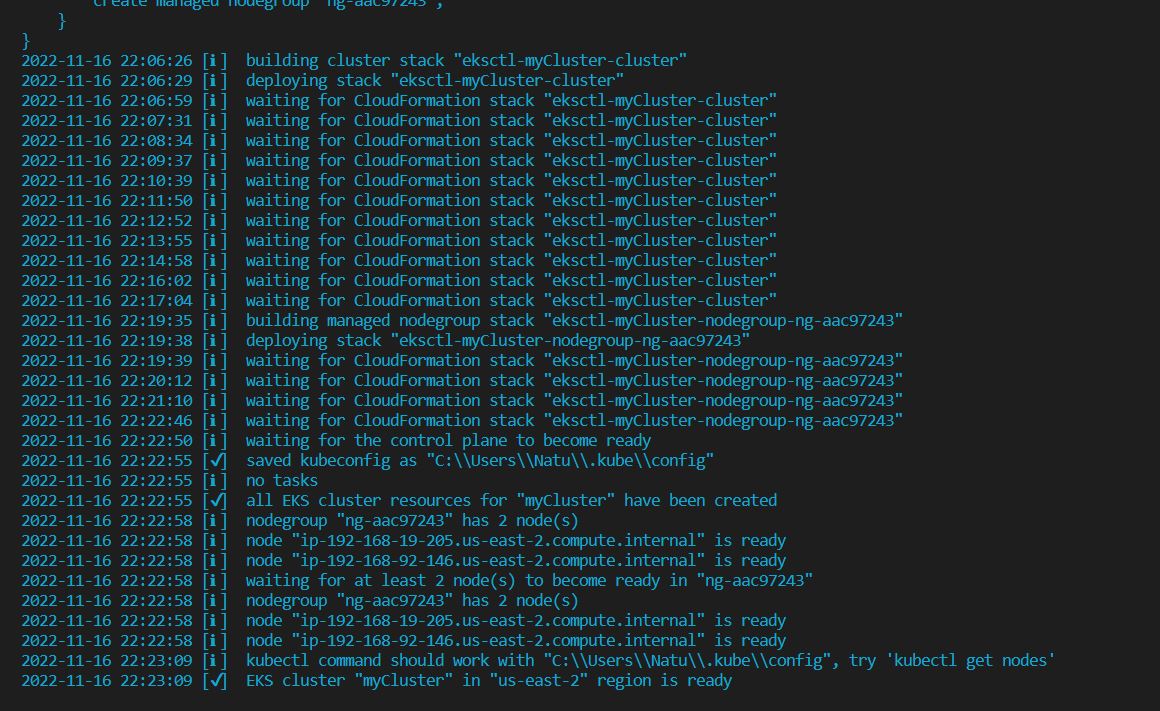 create managed nodegroup "ng-aac97243",
}
}
2022-11-16 22:06:26 [ℹ]  building cluster stack "eksctl-myCluster-cluster"
2022-11-16 22:06:29 [ℹ]  deploying stack "eksctl-myCluster-cluster"
2022-11-16 22:06:59 [ℹ]  waiting for CloudFormation stack "eksctl-myCluster-cluster"
2022-11-16 22:07:31 [ℹ]  waiting for CloudFormation stack "eksctl-myCluster-cluster"
2022-11-16 22:08:34 [ℹ]  waiting for CloudFormation stack "eksctl-myCluster-cluster"
2022-11-16 22:09:37 [ℹ]  waiting for CloudFormation stack "eksctl-myCluster-cluster"
2022-11-16 22:10:39 [ℹ]  waiting for CloudFormation stack "eksctl-myCluster-cluster"
2022-11-16 22:11:50 [ℹ]  waiting for CloudFormation stack "eksctl-myCluster-cluster"
2022-11-16 22:12:52 [ℹ]  waiting for CloudFormation stack "eksctl-myCluster-cluster"
2022-11-16 22:13:55 [ℹ]  waiting for CloudFormation stack "eksctl-myCluster-cluster"
2022-11-16 22:14:58 [ℹ]  waiting for CloudFormation stack "eksctl-myCluster-cluster"
2022-11-16 22:16:02 [ℹ]  waiting for CloudFormation stack "eksctl-myCluster-cluster"
2022-11-16 22:17:04 [ℹ]  waiting for CloudFormation stack "eksctl-myCluster-cluster"
2022-11-16 22:19:35 [ℹ]  building managed nodegroup stack "eksctl-myCluster-nodegroup-ng-aac97243"
2022-11-16 22:19:38 [ℹ]  deploying stack "eksctl-myCluster-nodegroup-ng-aac97243"
2022-11-16 22:19:39 [ℹ]  waiting for CloudFormation stack "eksctl-myCluster-nodegroup-ng-aac97243"
2022-11-16 22:20:12 [ℹ]  waiting for CloudFormation stack "eksctl-myCluster-nodegroup-ng-aac97243"
2022-11-16 22:21:10 [ℹ]  waiting for CloudFormation stack "eksctl-myCluster-nodegroup-ng-aac97243"
2022-11-16 22:22:46 [ℹ]  waiting for CloudFormation stack "eksctl-myCluster-nodegroup-ng-aac97243"
2022-11-16 22:22:50 [ℹ]  waiting for the control plane to become ready
2022-11-16 22:22:55 [✔]  saved kubeconfig as "C:\\Users\\Natu\\.kube\\config"
2022-11-16 22:22:55 [ℹ]  no tasks
2022-11-16 22:22:55 [✔]  all EKS cluster resources for "myCluster" have been created
2022-11-16 22:22:58 [ℹ]  nodegroup "ng-aac97243" has 2 node(s)
2022-11-16 22:22:58 [ℹ]  node "ip-192-168-19-205.us-east-2.compute.internal" is ready
2022-11-16 22:22:58 [ℹ]  node "ip-192-168-92-146.us-east-2.compute.internal" is ready
2022-11-16 22:22:58 [ℹ]  waiting for at least 2 node(s) to become ready in "ng-aac97243"
2022-11-16 22:22:58 [ℹ]  nodegroup "ng-aac97243" has 2 node(s)
2022-11-16 22:22:58 [ℹ]  node "ip-192-168-19-205.us-east-2.compute.internal" is ready
2022-11-16 22:22:58 [ℹ]  node "ip-192-168-92-146.us-east-2.compute.internal" is ready
2022-11-16 22:23:09 [ℹ]  kubectl command should work with "C:\\Users\\Natu\\.kube\\config", try 'kubectl get nodes'
2022-11-16 22:23:09 [✔]  EKS cluster "myCluster" in "us-east-2" region is ready